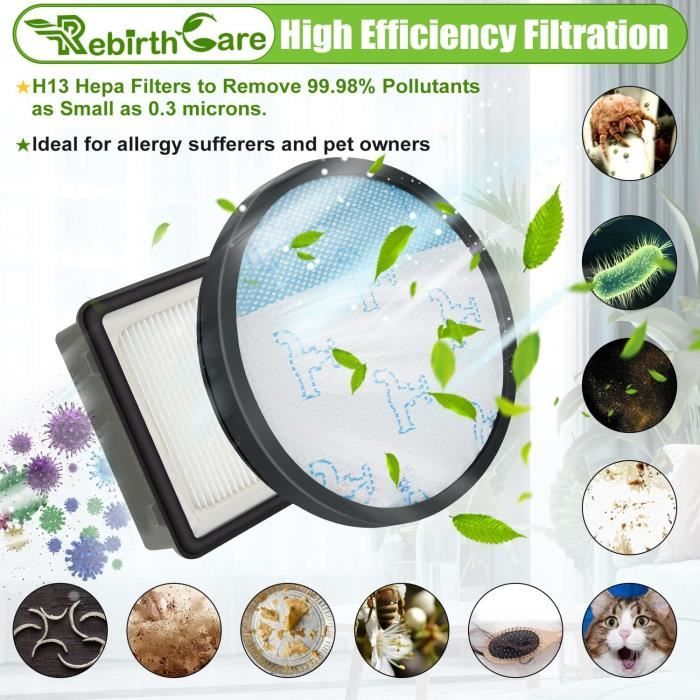 RebirthCare
High Efficiency Filtration
H13 Hepa Filters to Remove 99.98% Pollutants
as Small as 0.3 microns.
Ideal for allergy sufferers and pet owners